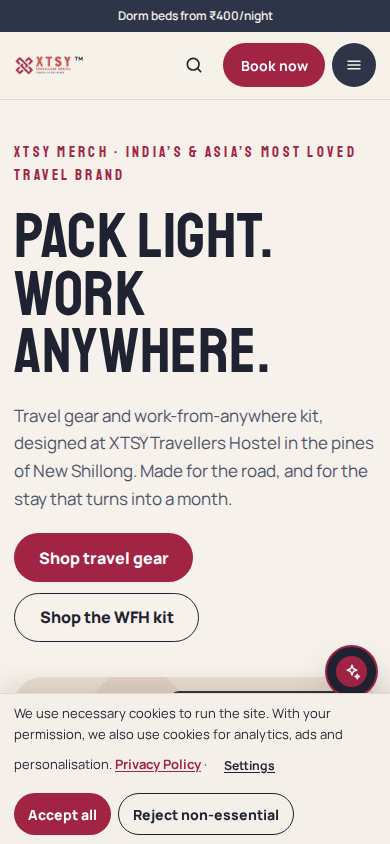 Dorm beds from ₹400/night
XTSY ™
Book now
XTSY MERCH · INDIA'S & ASIA'S MOST LOVED
TRAVEL BRAND
PACK LIGHT.
WORK
ANYWHERE.
Travel gear and work-from-anywhere kit,
designed at XTSY Travellers Hostel in the pines
of New Shillong. Made for the road, and for the
stay that turns into a month.
Shop travel gear
Shop the WFH kit
We use necessary cookies to run the site. With your
permission, we also use cookies for analytics, ads and
personalisation. Privacy Policy · Settings
Accept all
Reject non-essential